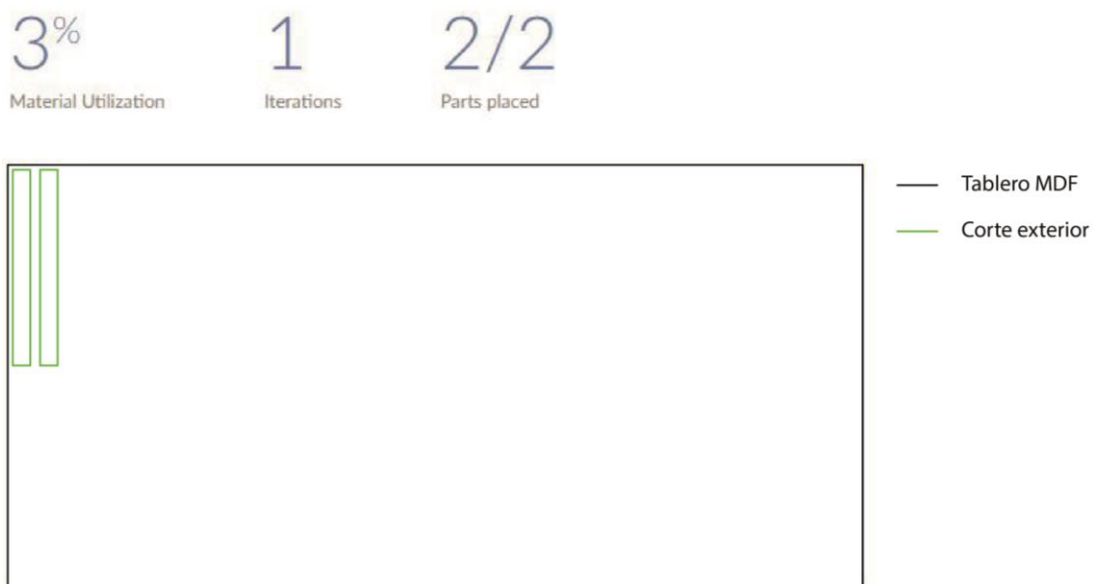 3% 1 2/2
Material Utilization Iterations Parts placed
Tablero MDF
Corte exterior